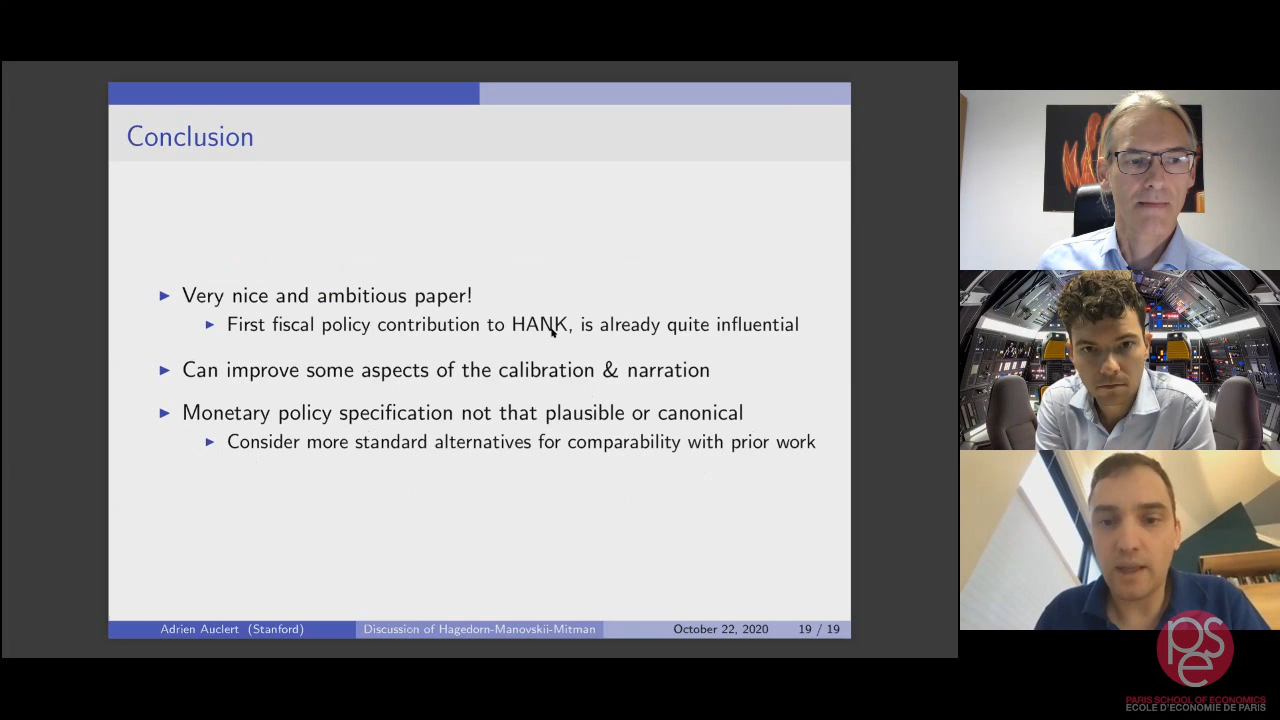 Conclusion
Very nice and ambitious paper!
First fiscal policy contribution to HANK, is already quite influential
Can improve some aspects of the calibration & narration
Monetary policy specification not that plausible or canonical
Consider more standard alternatives for comparability with prior work
Adrien Auclert (Stanford)
Discussion of Hagedorn-Manovskii-Mitman
October 22, 2020
19 / 19
pse
PARIS SCHOOL OF ECONOMICS
ECOLE D'ECONOMIE DE PARIS